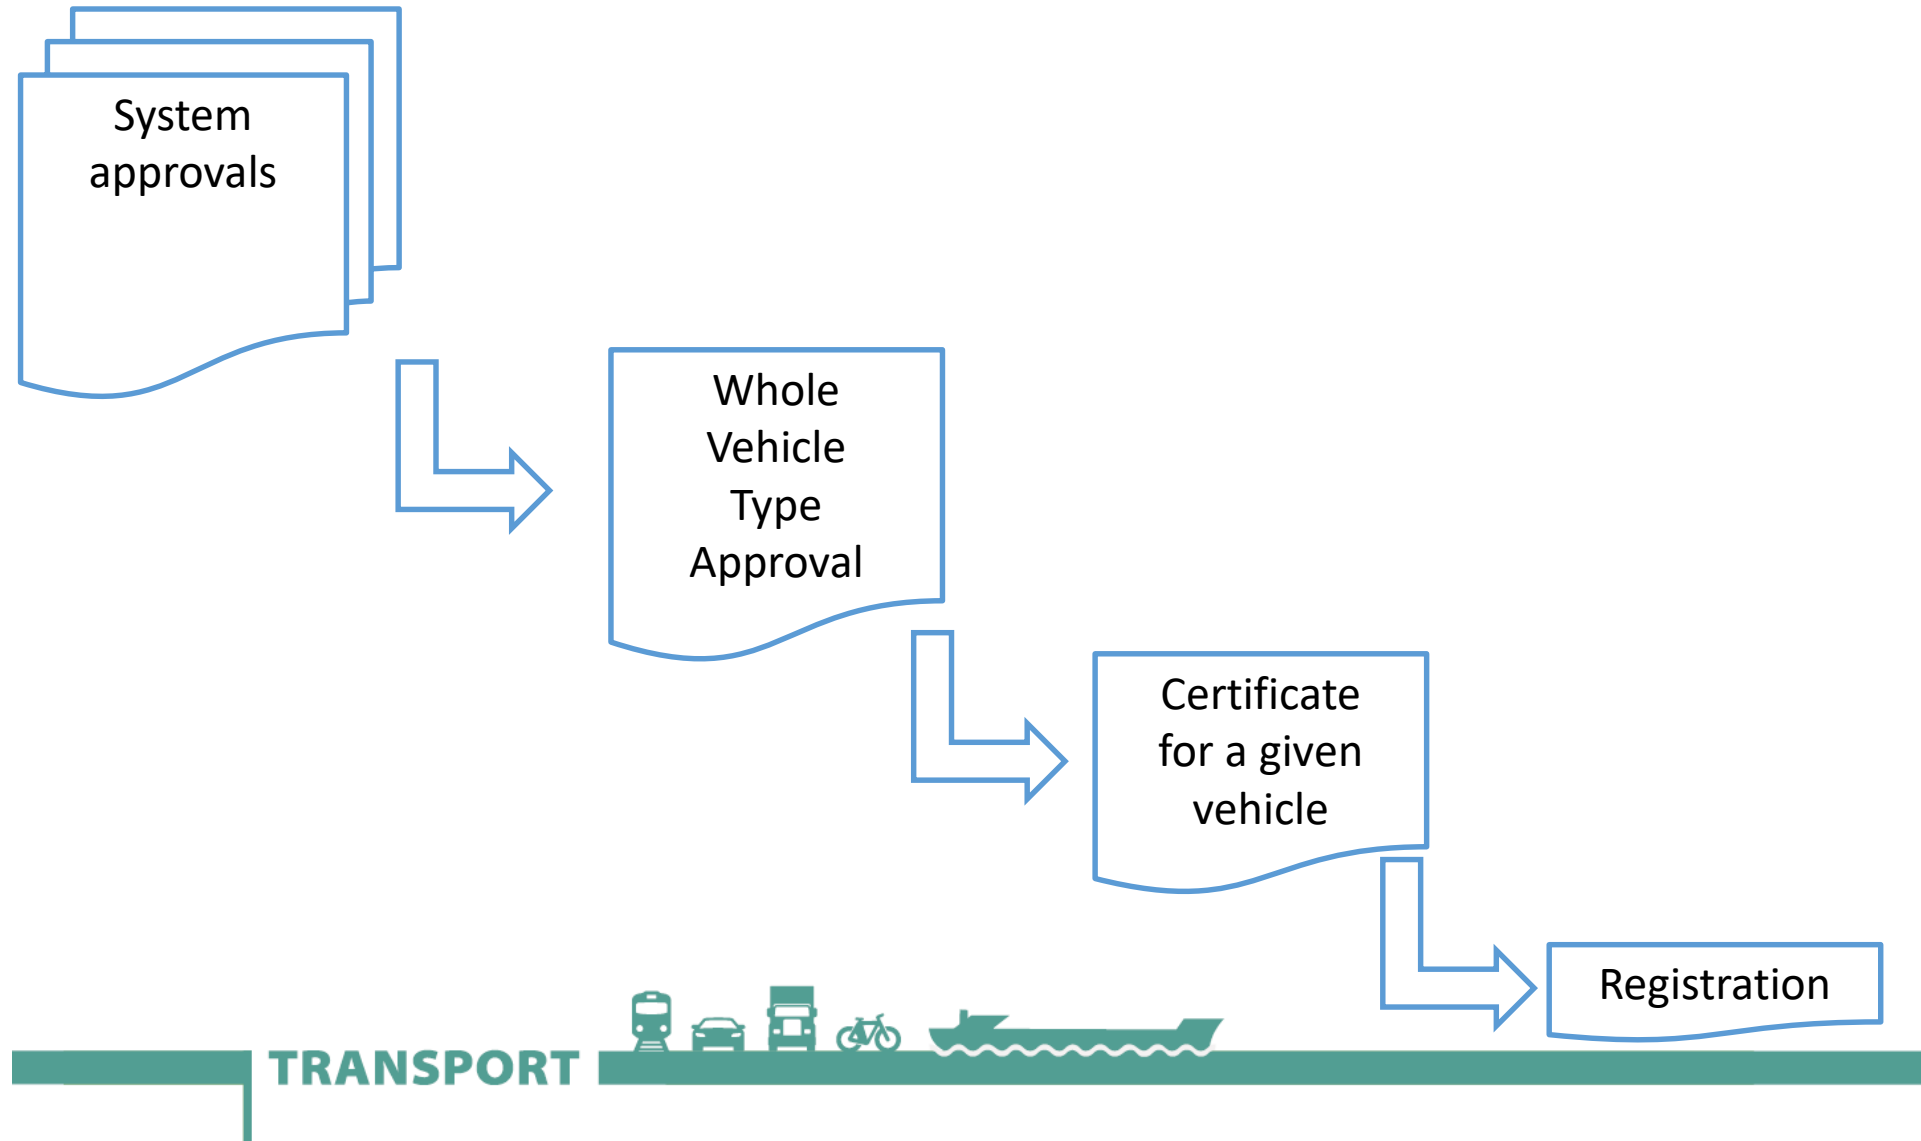 System
approvals
Whole
Vehicle
Type
Approval
Certificate
for a given
vehicle
Registration
TRANSPORT